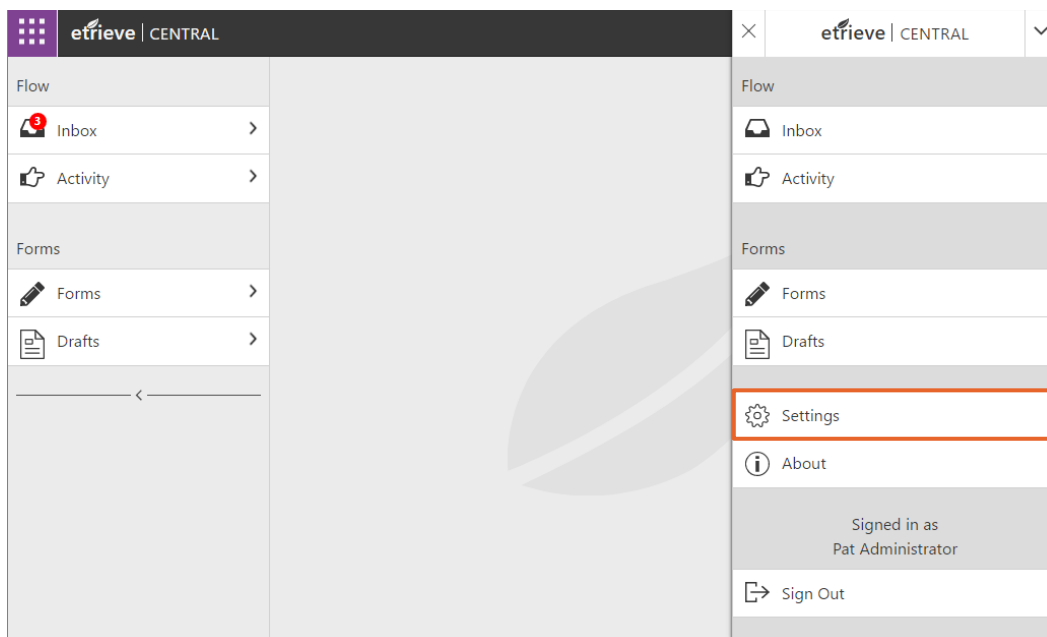 etrieve | CENTRAL
Flow
3
Inbox
Activity
Forms
Forms
Drafts
etrieve | CENTRAL
Flow
Inbox
Activity
Forms
Forms
Drafts
Settings
About
Signed in as
Pat Administrator
Sign Out